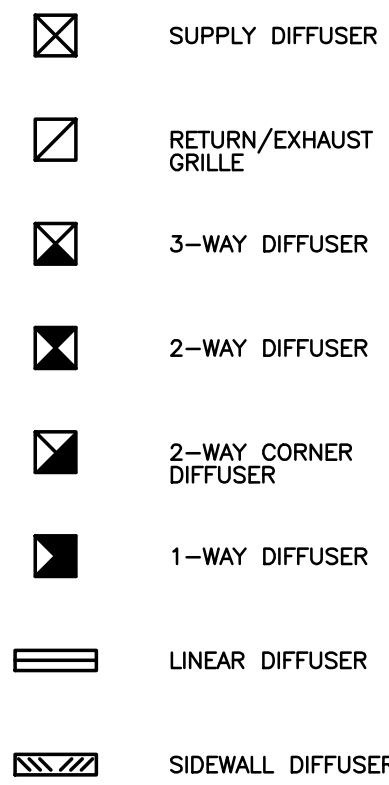 SUPPLY DIFFUSER
RETURN/EXHAUST
GRILLE
3-WAY DIFFUSER
2-WAY DIFFUSER
2-WAY CORNER
DIFFUSER
1-WAY DIFFUSER
LINEAR DIFFUSER
SIDEWALL DIFFUSER